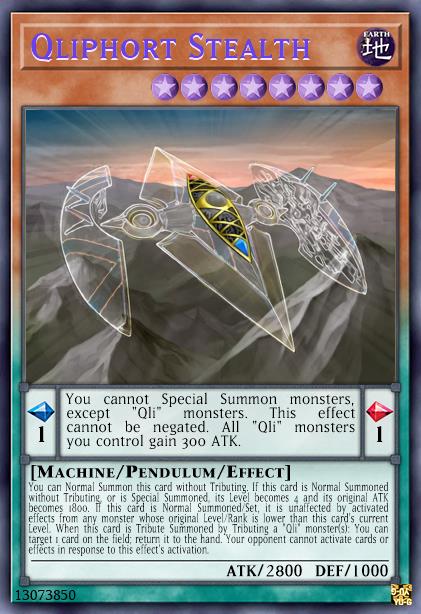 Qliphort Stealth
EARTH
地
You cannot Special Summon monsters,
except "Qli" monsters. This effect
cannot be negated. All "Qli" monsters
you control gain 300 ATK.
1
1
[Machine/Pendulum/Effect]
You can Normal Summon this card without Tributing. If this card is Normal Summoned
without Tributing, or is Special Summoned, its Level becomes 4 and its original ATK
becomes 1800. If this card is Normal Summoned/Set, it is unaffected by activated
effects from any monster whose original Level/Rank is lower than this card's current
Level. When this card is Tribute Summoned by Tributing a "Qli" monster(s): You can
target 1 card on the field; return it to the hand. Your opponent cannot activate cards or
effects in response to this effect's activation.
ATK/2800 DEF/1000
13073850